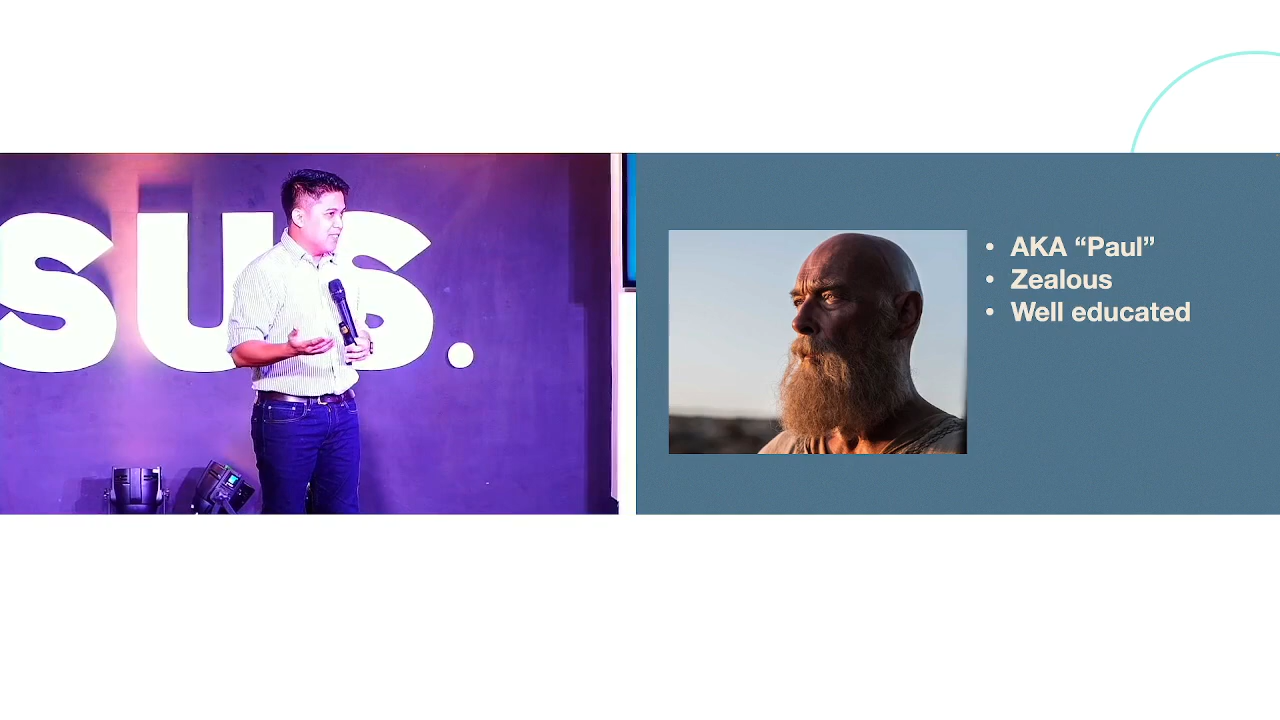 SUS.
• AKA “Paul”
• Zealous
• Well educated